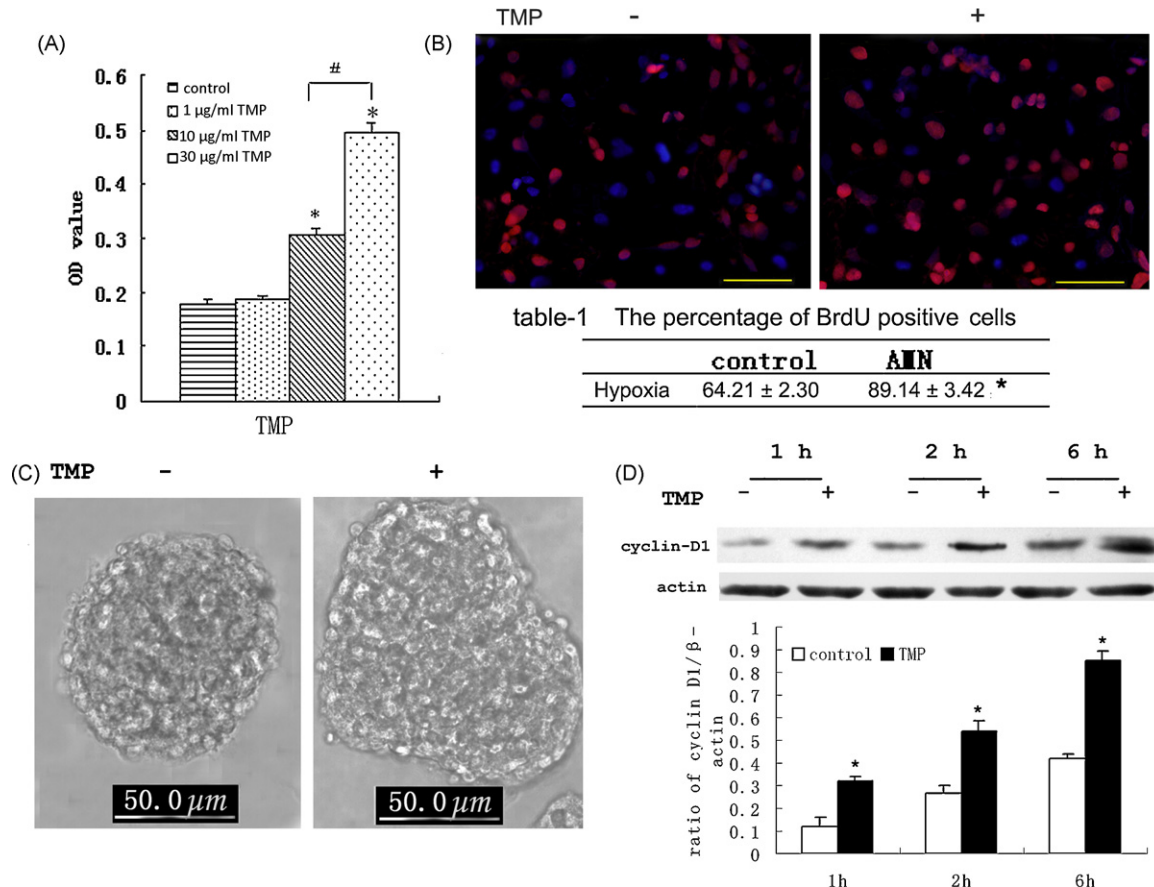 (A)
0.6
0.5
0.4
0.3
0.2
0.1
0
OD value
control
1 µg/ml TMP
10 µg/ml TMP
30 µg/ml TMP
#
*
*
TMP
(B)
TMP - +
table-1 The percentage of BrdU positive cells
control
Hypoxia 64.21 ± 2.30 89.14 ± 3.42 *
(C) TMP - +
50.0 µm
50.0 µm
(D)
1 h 2 h 6 h
TMP - + - + - +
cyclin-D1
actin
ratio of cyclin D1/β-
actin
1
0.9
0.8
0.7
0.6
0.5
0.4
0.3
0.2
0.1
0
control TMP
*
*
*
1h 2h 6h